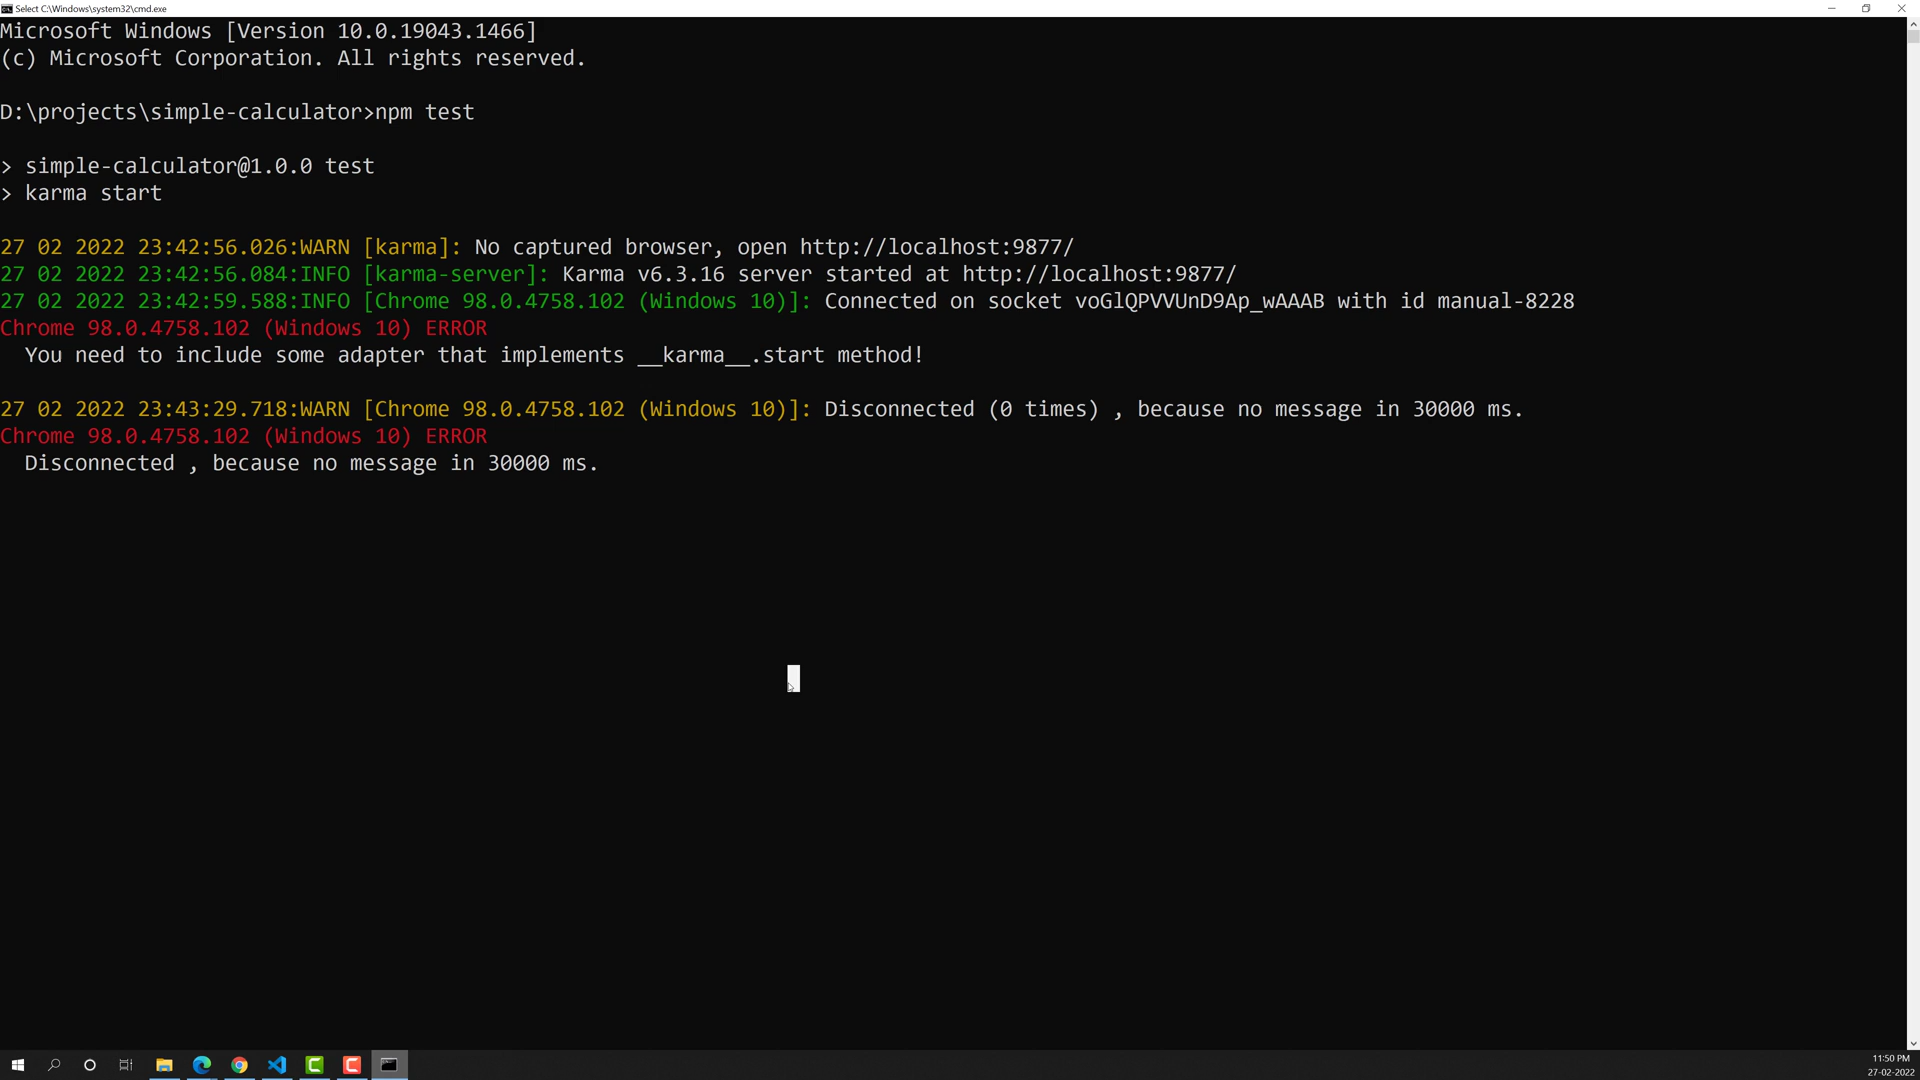 Select C:\Windows\system32\cmd.exe
Microsoft Windows [Version 10.0.19043.1466]
(c) Microsoft Corporation. All rights reserved.
D:\projects\simple-calculator>npm test
> simple-calculator@1.0.0 test
> karma start
27 02 2022 23:42:56.026:WARN [karma]: No captured browser, open http://localhost:9877/
27 02 2022 23:42:56.084:INFO [karma-server]: Karma v6.3.16 server started at http://localhost:9877/
27 02 2022 23:42:59.588:INFO [Chrome 98.0.4758.102 (Windows 10)]: Connected on socket voGlQPVVUnD9Ap_wAAAB with id manual-8228
Chrome 98.0.4758.102 (Windows 10) ERROR
You need to include some adapter that implements __karma__.start method!
27 02 2022 23:43:29.718:WARN [Chrome 98.0.4758.102 (Windows 10)]: Disconnected (0 times) , because no message in 30000 ms.
Chrome 98.0.4758.102 (Windows 10) ERROR
Disconnected , because no message in 30000 ms.
11:50 PM
27-02-2022